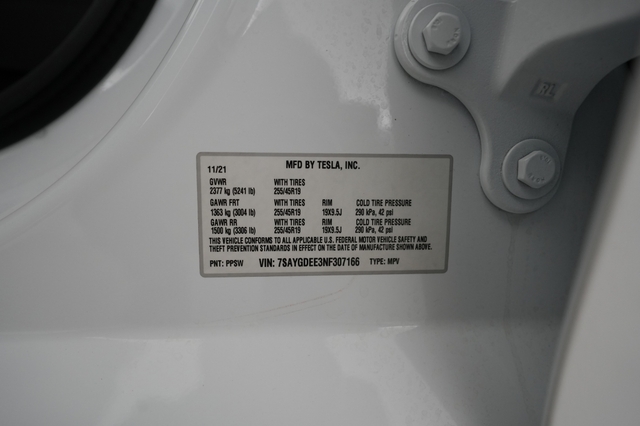 RL
11/21 MFD BY TESLA, INC.
GVWR WITH TIRES
2377 kg (5241 lb) 255/45R19
GAWR FRT WITH TIRES RIM COLD TIRE PRESSURE
1363 kg (3004 lb) 255/45R19 19X9.5J 290 kPa, 42 psi
GAWR RR WITH TIRES RIM COLD TIRE PRESSURE
1500 kg (3306 lb) 255/45R19 19X9.5J 290 kPa, 42 psi
THIS VEHICLE CONFORMS TO ALL APPLICABLE U.S. FEDERAL MOTOR VEHICLE SAFETY AND
THEFT PREVENTION STANDARDS IN EFFECT ON THE DATE OF MANUFACTURE SHOWN ABOVE.
PNT: PPSW VIN: 7SAYGDEE3NF307166 TYPE: MPV